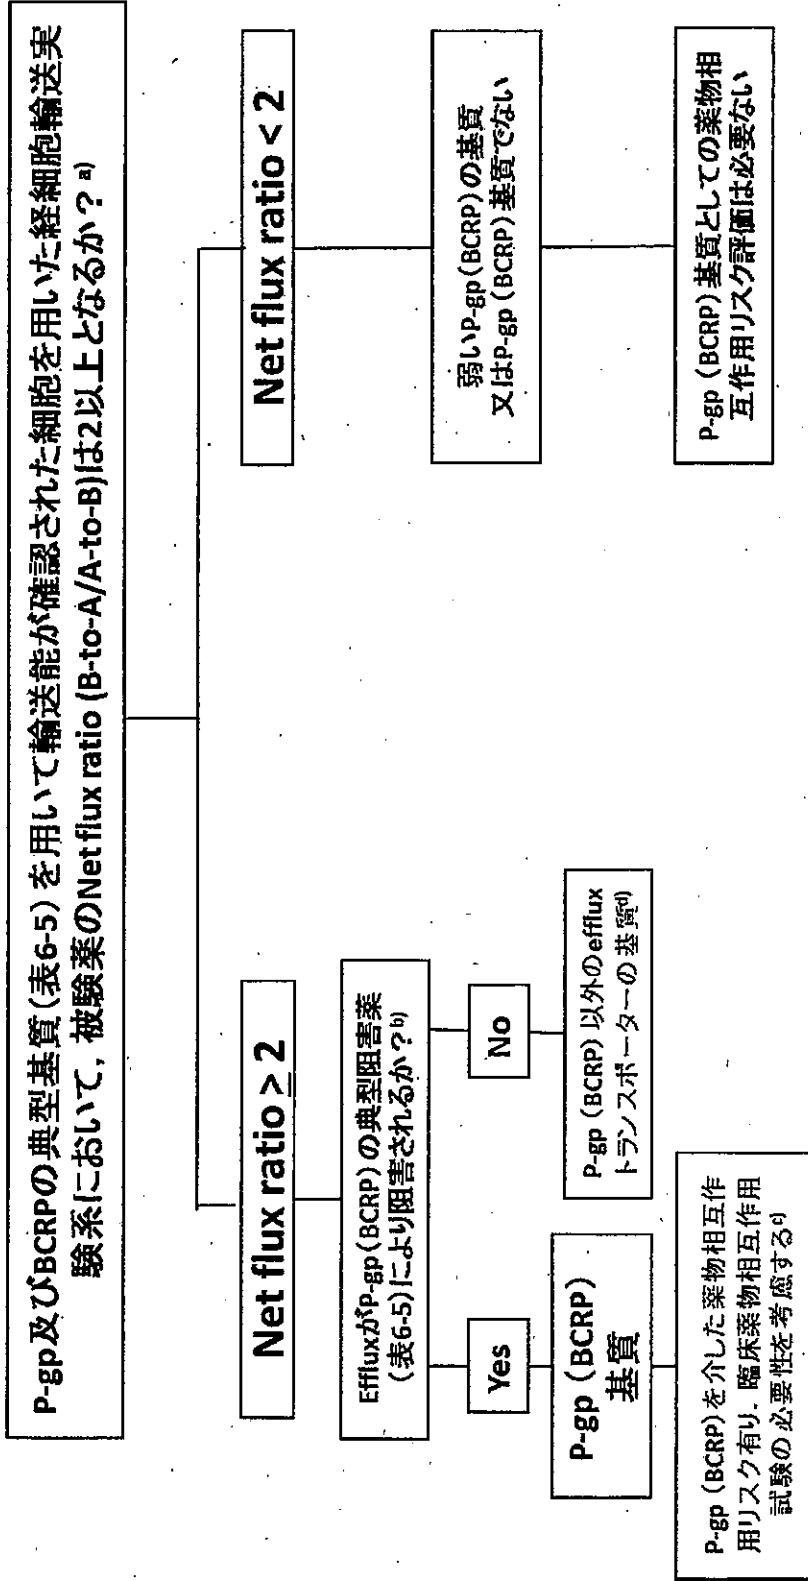 P-gp及びBCRPの典型基質(表6-5)を用いて輸送能が確認された細胞を用いた経細胞輸送実
験系において, 被験薬のNet flux ratio (B-to-A/A-to-B)は2以上となるか? a)
Net flux ratio ≥ 2
EffluxがP-gp(BCRP)の典型阻害薬
(表6-5)により阻害されるか? b)
Yes
P-gp (BCRP)
基質
P-gp (BCRP)を介した薬物相互作
用リスク有り、臨床薬物相互作用
試験の必要性を考慮する c)
No
P-gp (BCRP) 以外のefflux
トランスポーターの基質 d)
Net flux ratio < 2
弱いP-gp(BCRP)の基質
又はP-gp(BCRP)基質でない
P-gp (BCRP) 基質としての薬物相
互作用リスク評価は必要ない